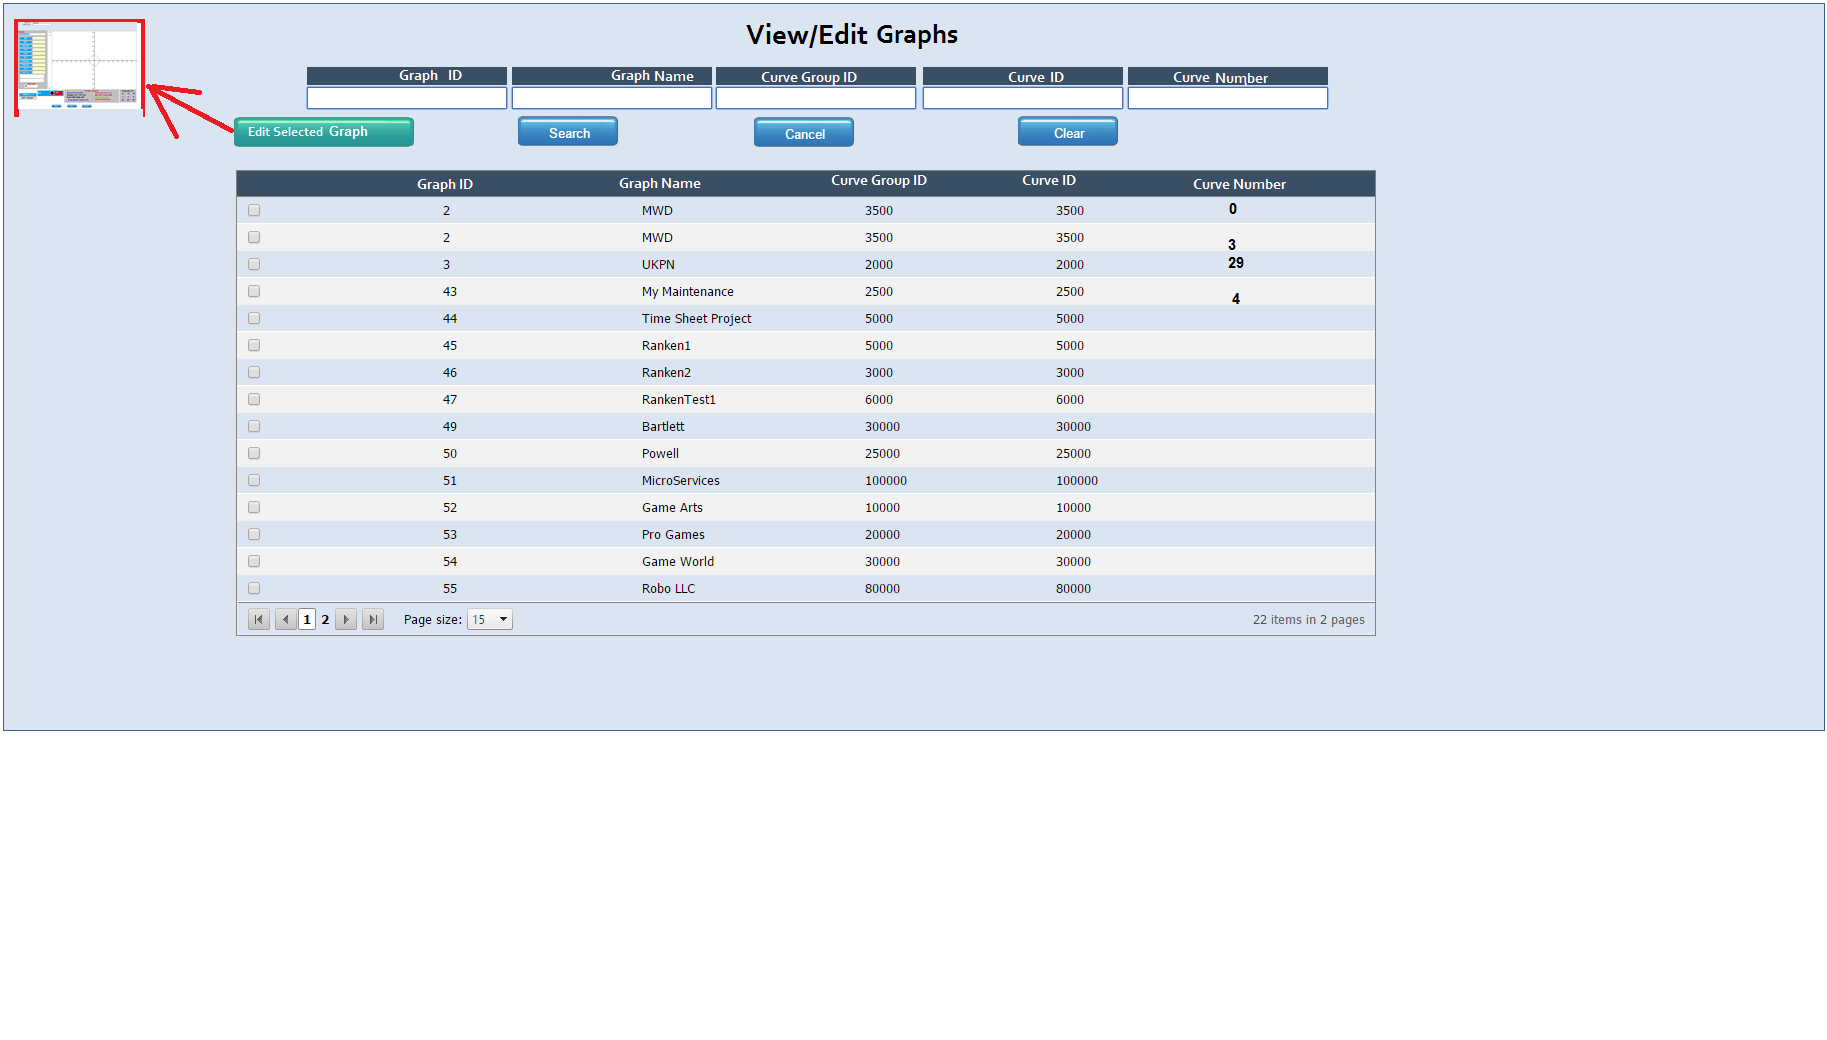 View/Edit Graphs
Graph ID Graph Name Curve Group ID Curve ID Curve Number
Edit Selected Graph Search Cancel Clear
Graph ID Graph Name Curve Group ID Curve ID Curve Number
2 MWD 3500 3500 0
2 MWD 3500 3500 3
3 UKPN 2000 2000 29
43 My Maintenance 2500 2500 4
44 Time Sheet Project 5000 5000
45 Ranken1 5000 5000
46 Ranken2 3000 3000
47 RankenTest1 6000 6000
49 Bartlett 30000 30000
50 Powell 25000 25000
51 MicroServices 100000 100000
52 Game Arts 10000 10000
53 Pro Games 20000 20000
54 Game World 30000 30000
55 Robo LLC 80000 80000
1 2 Page size: 15 22 items in 2 pages